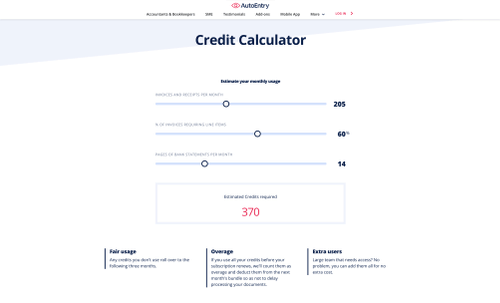 AutoEntry
Accountants & Bookkeepers SMB Testimonials Add-ons Mobile App More LOG IN
Credit Calculator
Estimate your monthly usage
INVOICES AND RECEIPTS PER MONTH
205
% OF INVOICES REQUIRING LINE ITEMS
60%
PAGES OF BANK STATEMENTS PER MONTH
14
Estimated Credits required
370
Fair usage
Any credits you don't use roll over to the
following three months.
Overage
If you use all your credits before your
subscription renews, we'll count them as
overage and deduct them from the next
month's bundle so as not to delay
processing your documents.
Extra users
Large team that needs access? No
problem, you can add them all for no
extra cost.